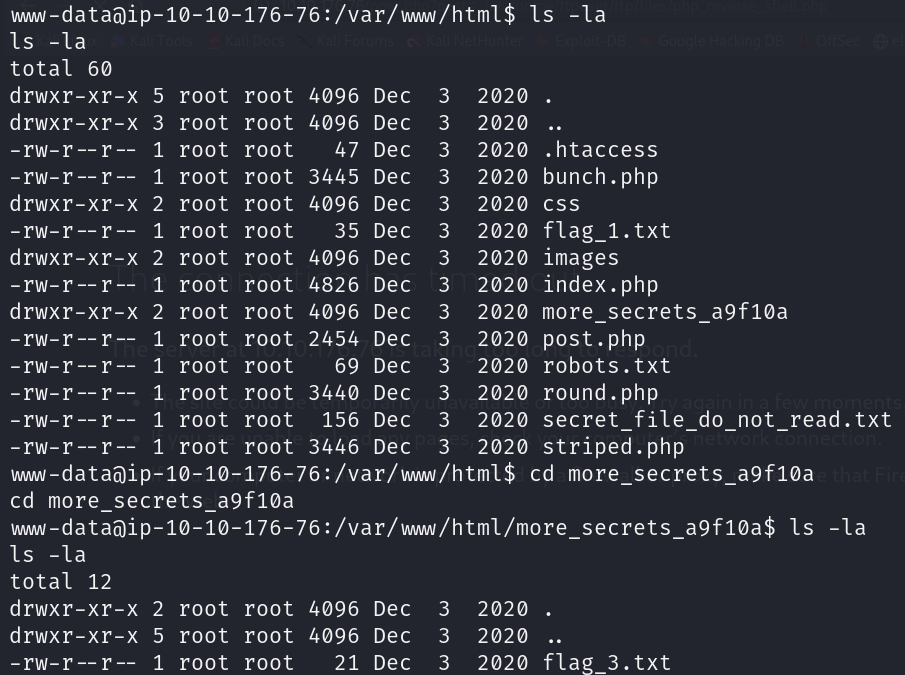 www-data@ip-10-10-176-76:/var/www/html$ ls -la
ls -la
total 60
drwxr-xr-x 5 root root 4096 Dec  3  2020 .
drwxr-xr-x 3 root root 4096 Dec  3  2020 ..
-rw-r--r-- 1 root root   47 Dec  3  2020 .htaccess
-rw-r--r-- 1 root root 3445 Dec  3  2020 bunch.php
drwxr-xr-x 2 root root 4096 Dec  3  2020 css
-rw-r--r-- 1 root root   35 Dec  3  2020 flag_1.txt
drwxr-xr-x 2 root root 4096 Dec  3  2020 images
-rw-r--r-- 1 root root 4826 Dec  3  2020 index.php
drwxr-xr-x 2 root root 4096 Dec  3  2020 more_secrets_a9f10a
-rw-r--r-- 1 root root 2454 Dec  3  2020 post.php
-rw-r--r-- 1 root root   69 Dec  3  2020 robots.txt
-rw-r--r-- 1 root root 3440 Dec  3  2020 round.php
-rw-r--r-- 1 root root  156 Dec  3  2020 secret_file_do_not_read.txt
-rw-r--r-- 1 root root 3446 Dec  3  2020 striped.php
www-data@ip-10-10-176-76:/var/www/html$ cd more_secrets_a9f10a
cd more_secrets_a9f10a
www-data@ip-10-10-176-76:/var/www/html/more_secrets_a9f10a$ ls -la
ls -la
total 12
drwxr-xr-x 2 root root 4096 Dec  3  2020 .
drwxr-xr-x 5 root root 4096 Dec  3  2020 ..
-rw-r--r-- 1 root root   21 Dec  3  2020 flag_3.txt